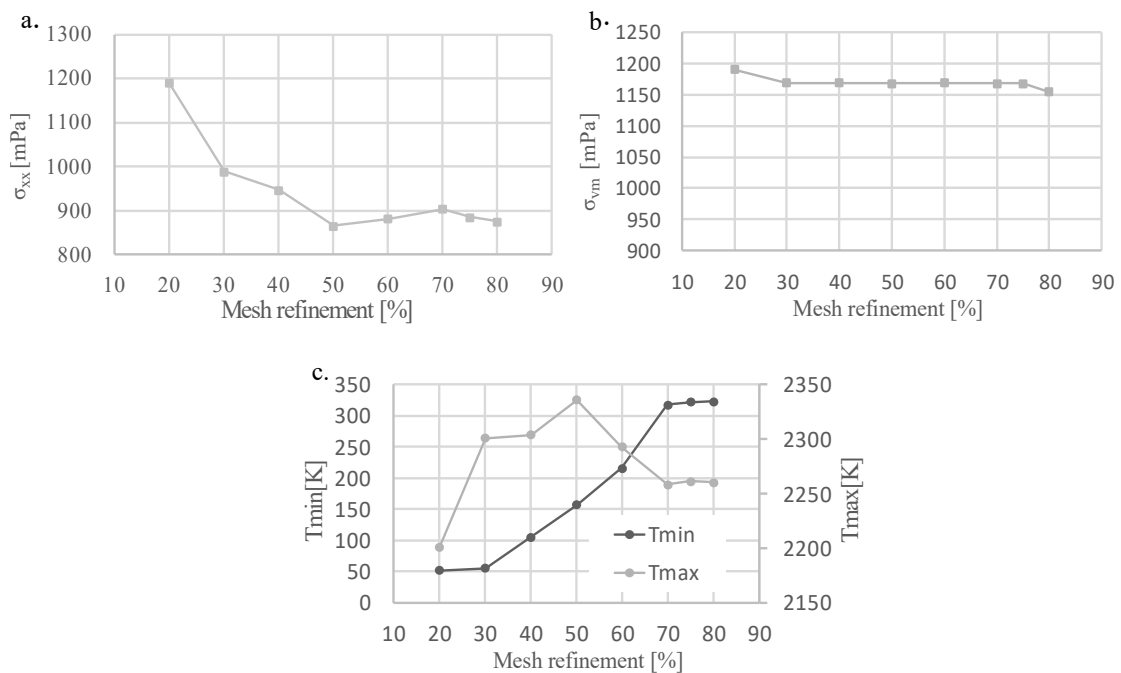 a.
1300
1200
1100
1000
900
800
σxx [mPa]
10 20 30 40 50 60 70 80 90
Mesh refinement [%]
b.
1250
1200
1150
1100
1050
1000
950
900
σvm [mPa]
10 20 30 40 50 60 70 80 90
Mesh refinement [%]
c.
350
300
250
200
150
100
50
0
Tmin[K]
2350
2300
2250
2200
2150
Tmax[K]
Tmin
Tmax
10 20 30 40 50 60 70 80 90
Mesh refinement [%]